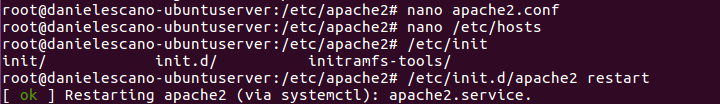 root@danielescano-ubuntuserver:/etc/apache2# nano apache2.conf
root@danielescano-ubuntuserver:/etc/apache2# nano /etc/hosts
root@danielescano-ubuntuserver:/etc/apache2# /etc/init
init/           init.d/         initramfs-tools/
root@danielescano-ubuntuserver:/etc/apache2# /etc/init.d/apache2 restart
[ ok ] Restarting apache2 (via systemctl): apache2.service.